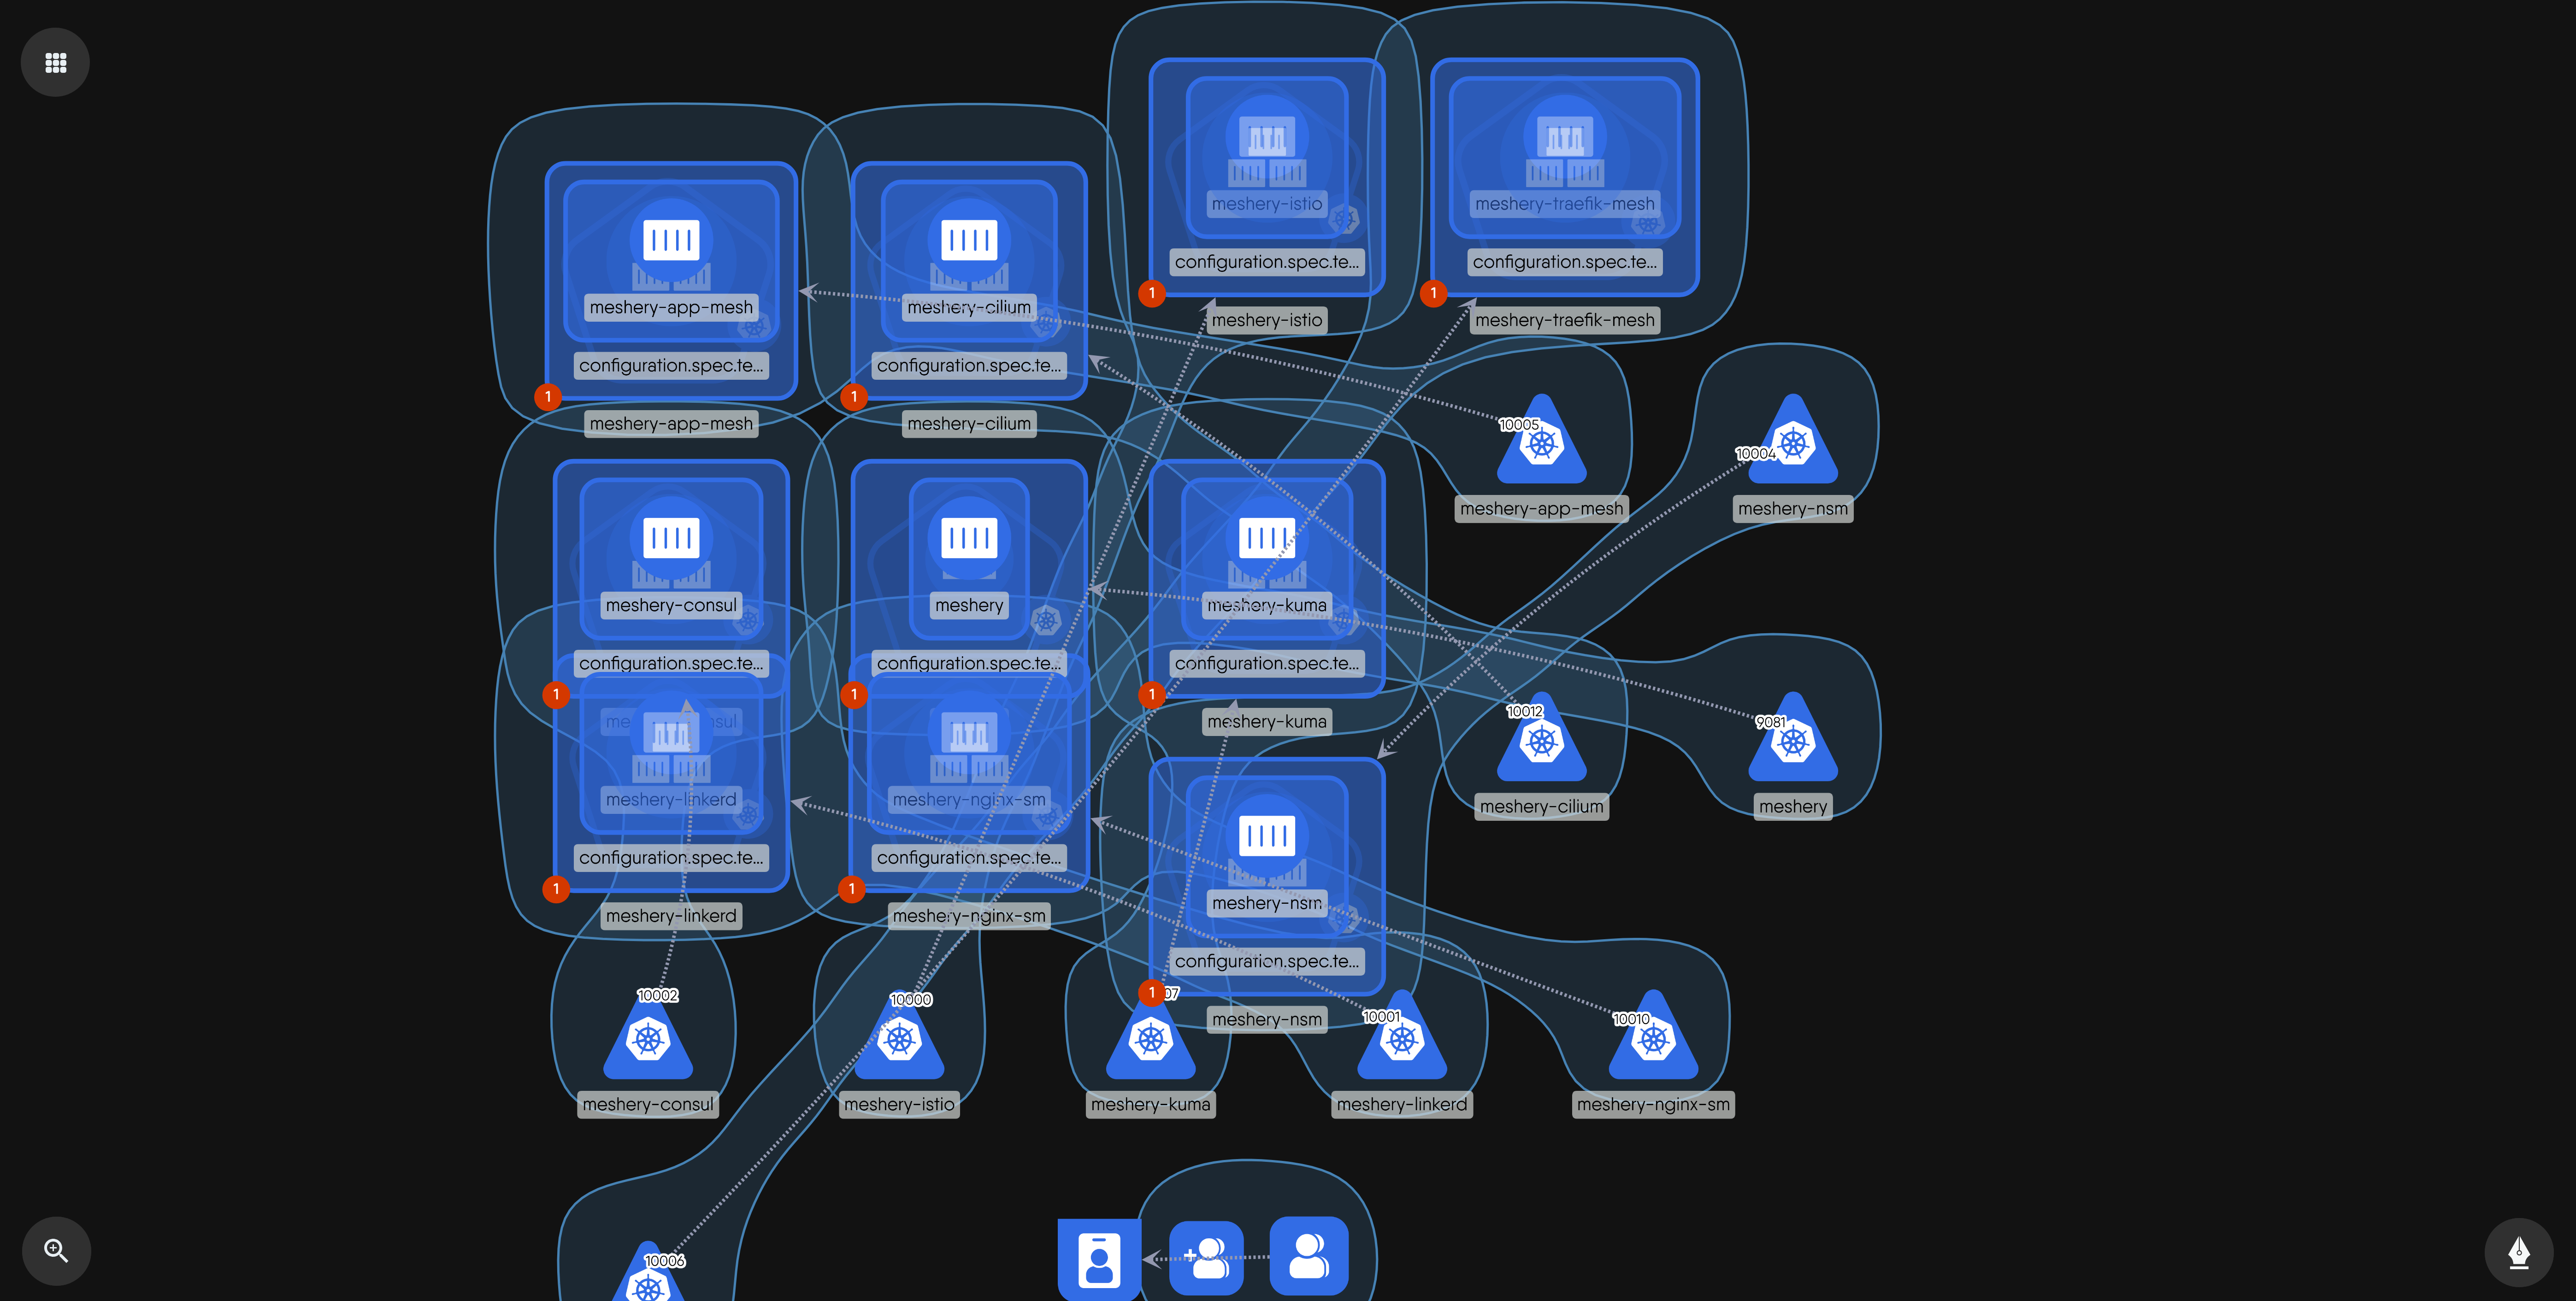 meshery-istio
meshery-traefik-mesh
configuration.spec.te...
configuration.spec.te...
1
1
meshery-istio
meshery-traefik-mesh
meshery-app-mesh
meshery-cilium
configuration.spec.te...
configuration.spec.te...
1
1
meshery-app-mesh
meshery-cilium
10005
10004
meshery-app-mesh
meshery-nsm
meshery-consul
meshery
meshery-kuma
configuration.spec.te...
configuration.spec.te...
configuration.spec.te...
1
1
1
meshery-kuma
10012
9081
meshery-linkerd
meshery-nginx-sm
meshery-cilium
meshery
configuration.spec.te...
configuration.spec.te...
1
1
meshery-linkerd
meshery-nginx-sm
meshery-nsm
configuration.spec.te...
1
07
meshery-nsm
10002
10000
10001
10010
meshery-consul
meshery-istio
meshery-kuma
meshery-linkerd
meshery-nginx-sm
10006